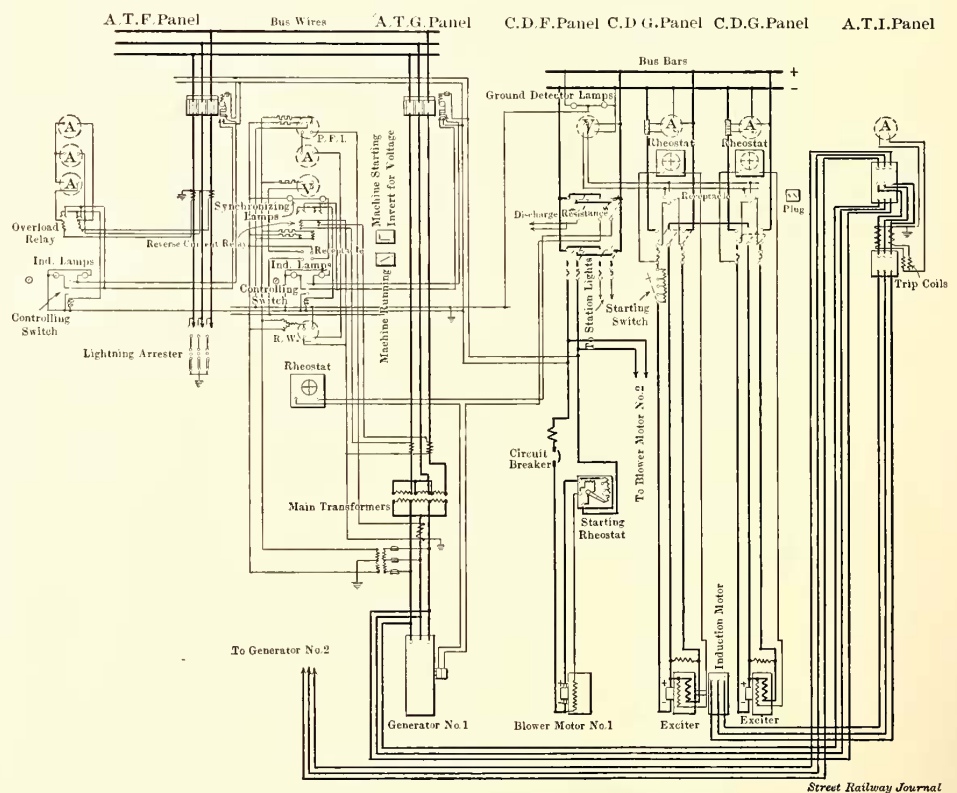 A.T.F. Panel
Bus Wires
A.T.G. Panel
C.D.F. Panel
C.D.G. Panel
C.D.G. Panel
A.T.I. Panel
Bus Bars
+
−
Ground Detector Lamps
A
A
A
V
A
A
A
P.F.I.
A
V
Rheostat
Rheostat
Machine Starting
Invert for Voltage
Receptacle
Plug
Synchronizing
Lamps
Discharge Resistance
Overload
Relay
Reverse Current Relay
Receptacle
Ind. Lamps
Ind. Lamps
Controlling
Switch
Controlling
Switch
Machine Running
To Station Lights
Starting
Switch
Trip Coils
R.W.
Lightning Arrester
Rheostat
To Blower Motor No.2
Circuit
Breaker
Main Transformers
Starting
Rheostat
Induction Motor
To Generator No.2
+
−
+
−
+
−
Generator No.1
Blower Motor No.1
Exciter
Exciter
Street Railway Journal